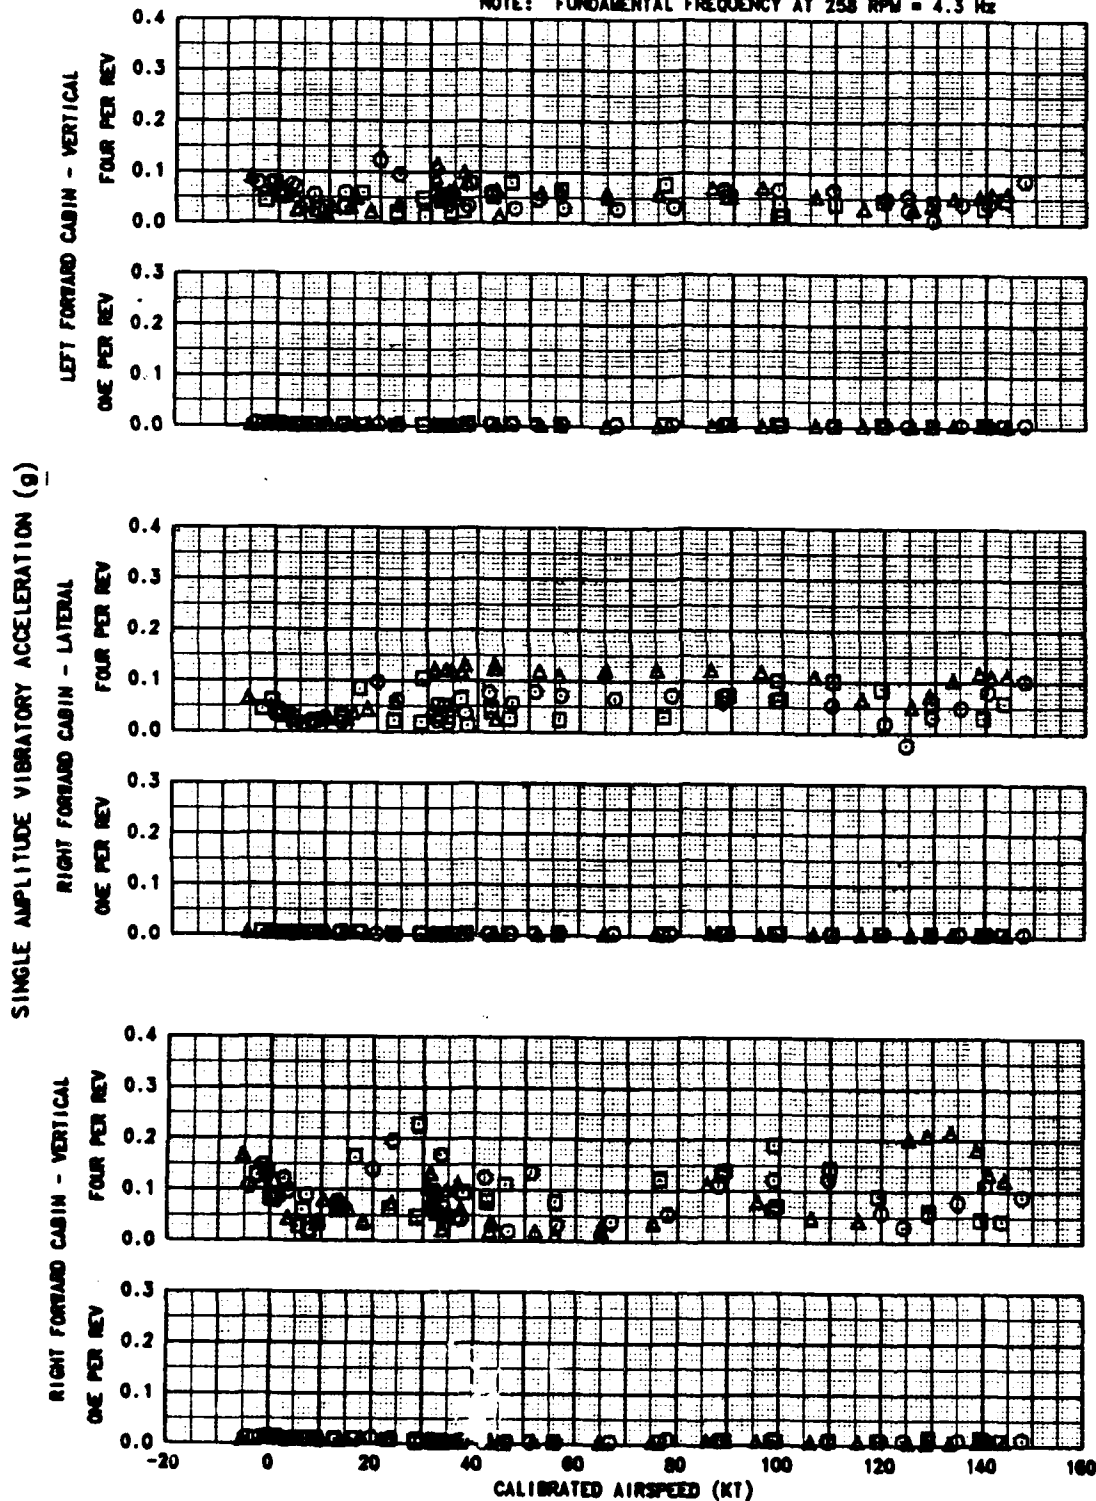 NOTE: FUNDAMENTAL FREQUENCY AT 258 RPM = 4.3 Hz
SINGLE AMPLITUDE VIBRATORY ACCELERATION (g)
LEFT FORWARD CABIN - VERTICAL
FOUR PER REV
0.4
0.3
0.2
0.1
0.0
ONE PER REV
0.3
0.2
0.1
0.0
RIGHT FORWARD CABIN - LATERAL
FOUR PER REV
0.4
0.3
0.2
0.1
0.0
ONE PER REV
0.3
0.2
0.1
0.0
RIGHT FORWARD CABIN - VERTICAL
FOUR PER REV
0.4
0.3
0.2
0.1
0.0
ONE PER REV
0.3
0.2
0.1
0.0
-20 0 20 40 60 80 100 120 140 160
CALIBRATED AIRSPEED (KT)